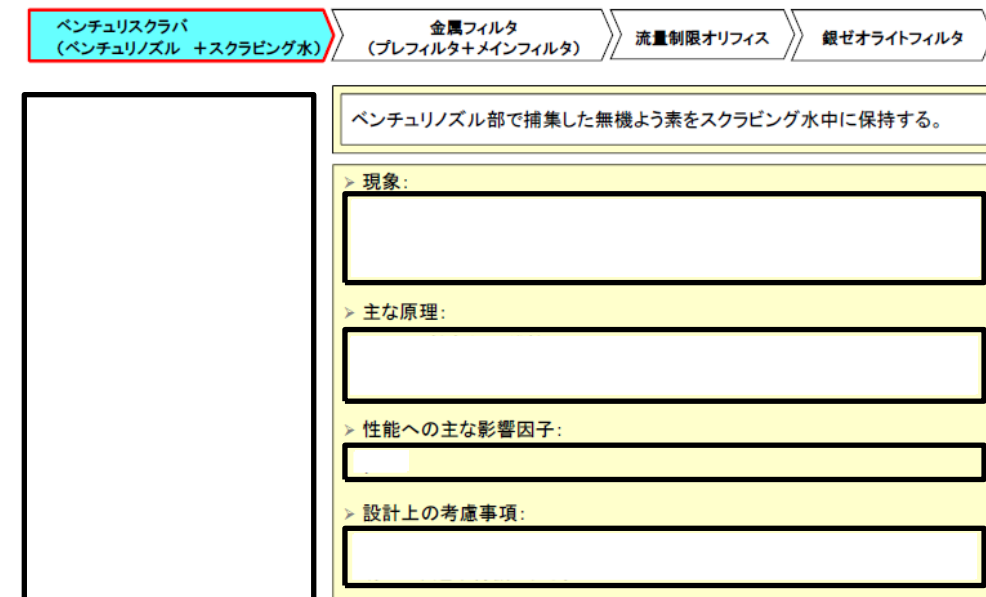 ベンチュリスクラバ
（ベンチュリノズル　＋スクラビング水）
金属フィルタ
（プレフィルタ＋メインフィルタ）
流量制限オリフィス
銀ゼオライトフィルタ
ベンチュリノズル部で捕集した無機よう素をスクラビング水中に保持する。
➢ 現象：
➢ 主な原理：
➢ 性能への主な影響因子：
➢ 設計上の考慮事項：